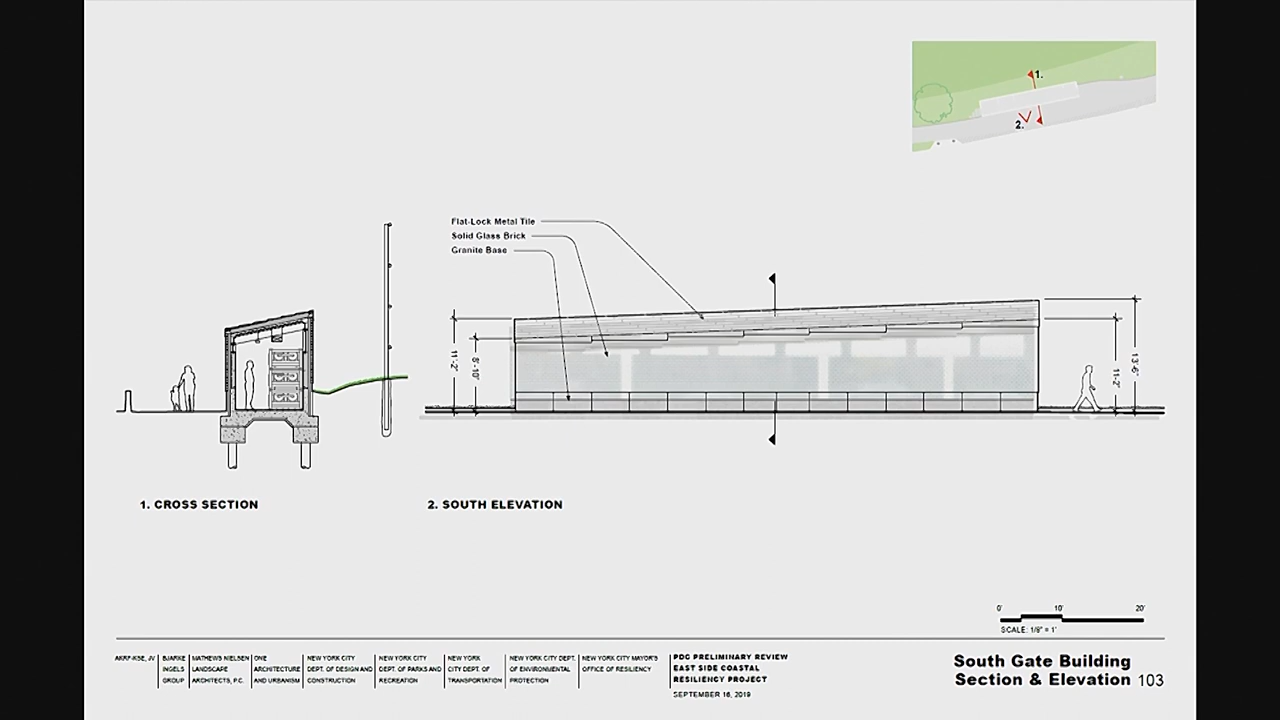 1.
2.
Flat-Lock Metal Tile
Solid Glass Brick
Granite Base
11'-2"
8'-10"
11'-2"
13'-6"
1. CROSS SECTION
2. SOUTH ELEVATION
0' 10' 20'
SCALE: 1/8" = 1'
AKRF-KSE, JV
BJARKE
INGELS
GROUP
MATHEWS NIELSEN
LANDSCAPE
ARCHITECTS, P.C.
ONE
ARCHITECTURE
AND URBANISM
NEW YORK CITY
DEPT. OF DESIGN AND
CONSTRUCTION
NEW YORK CITY
DEPT. OF PARKS AND
RECREATION
NEW YORK
CITY DEPT. OF
TRANSPORTATION
NEW YORK CITY DEPT.
OF ENVIRONMENTAL
PROTECTION
NEW YORK CITY MAYOR'S
OFFICE OF RESILIENCY
PDC PRELIMINARY REVIEW
EAST SIDE COASTAL
RESILIENCY PROJECT
SEPTEMBER 16, 2019
South Gate Building
Section & Elevation 103